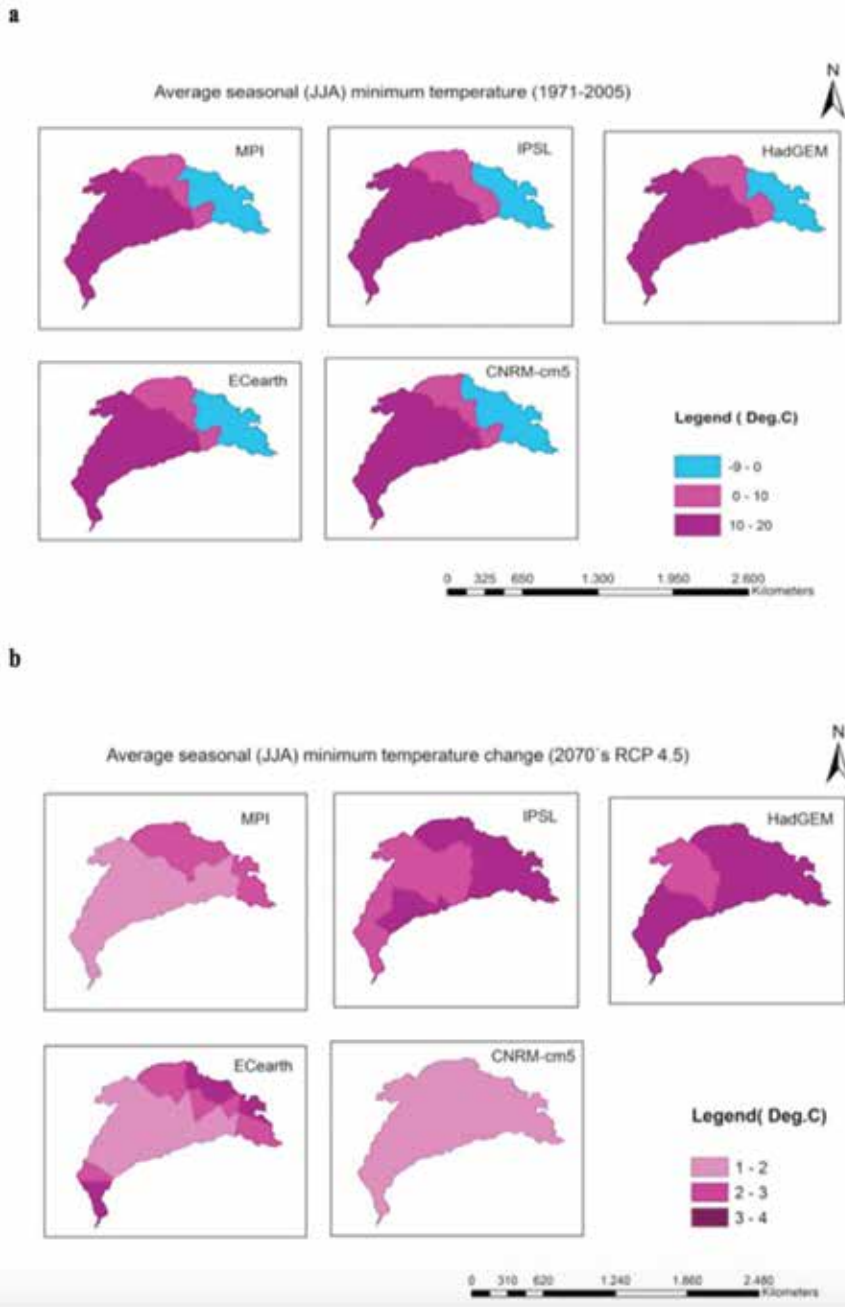 a
N
Average seasonal (JJA) minimum temperature (1971-2005)
MPI
IPSL
HadGEM
ECearth
CNRM-cm5
Legend ( Deg.C)
-9 - 0
0 - 10
10 - 20
0 325 650 1.300 1.950 2.600
Kilometers
b
N
Average seasonal (JJA) minimum temperature change (2070´s RCP 4.5)
MPI
IPSL
HadGEM
ECearth
CNRM-cm5
Legend( Deg.C)
1 - 2
2 - 3
3 - 4
0 310 620 1.240 1.860 2.480
Kilometers